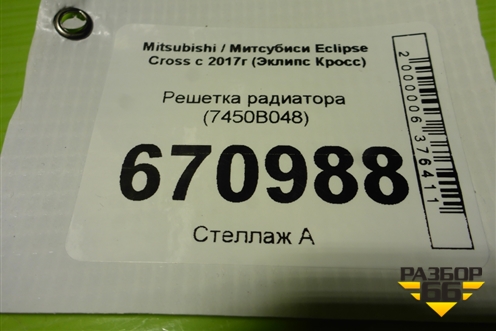 Mitsubishi / Митсубиси Eclipse
Cross с 2017г (Эклипс Кросс)
Решетка радиатора
(7450B048)
670988
Стеллаж А
2000006376411
РАЗБОР
66